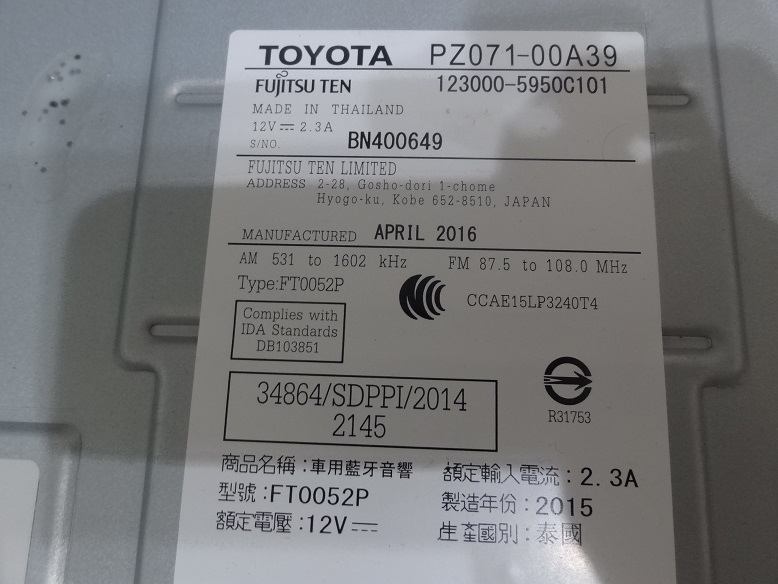 TOYOTA PZ071-00A39
FUJITSU TEN 123000-5950C101
MADE IN THAILAND
12V⎓ 2.3A
S/NO. BN400649
FUJITSU TEN LIMITED
ADDRESS 2-28, Gosho-dori 1-chome
Hyogo-ku, Kobe 652-8510, JAPAN
MANUFACTURED APRIL 2016
AM 531 to 1602 kHz FM 87.5 to 108.0 MHz
Type:FT0052P
CCAE15LP3240T4
Complies with
IDA Standards
DB103851
R31753
34864/SDPPI/2014
2145
商品名稱：車用藍牙音響 額定輸入電流：2.3A
型號：FT0052P 製造年份：2015
額定電壓：12V⎓ 生產國別：泰國